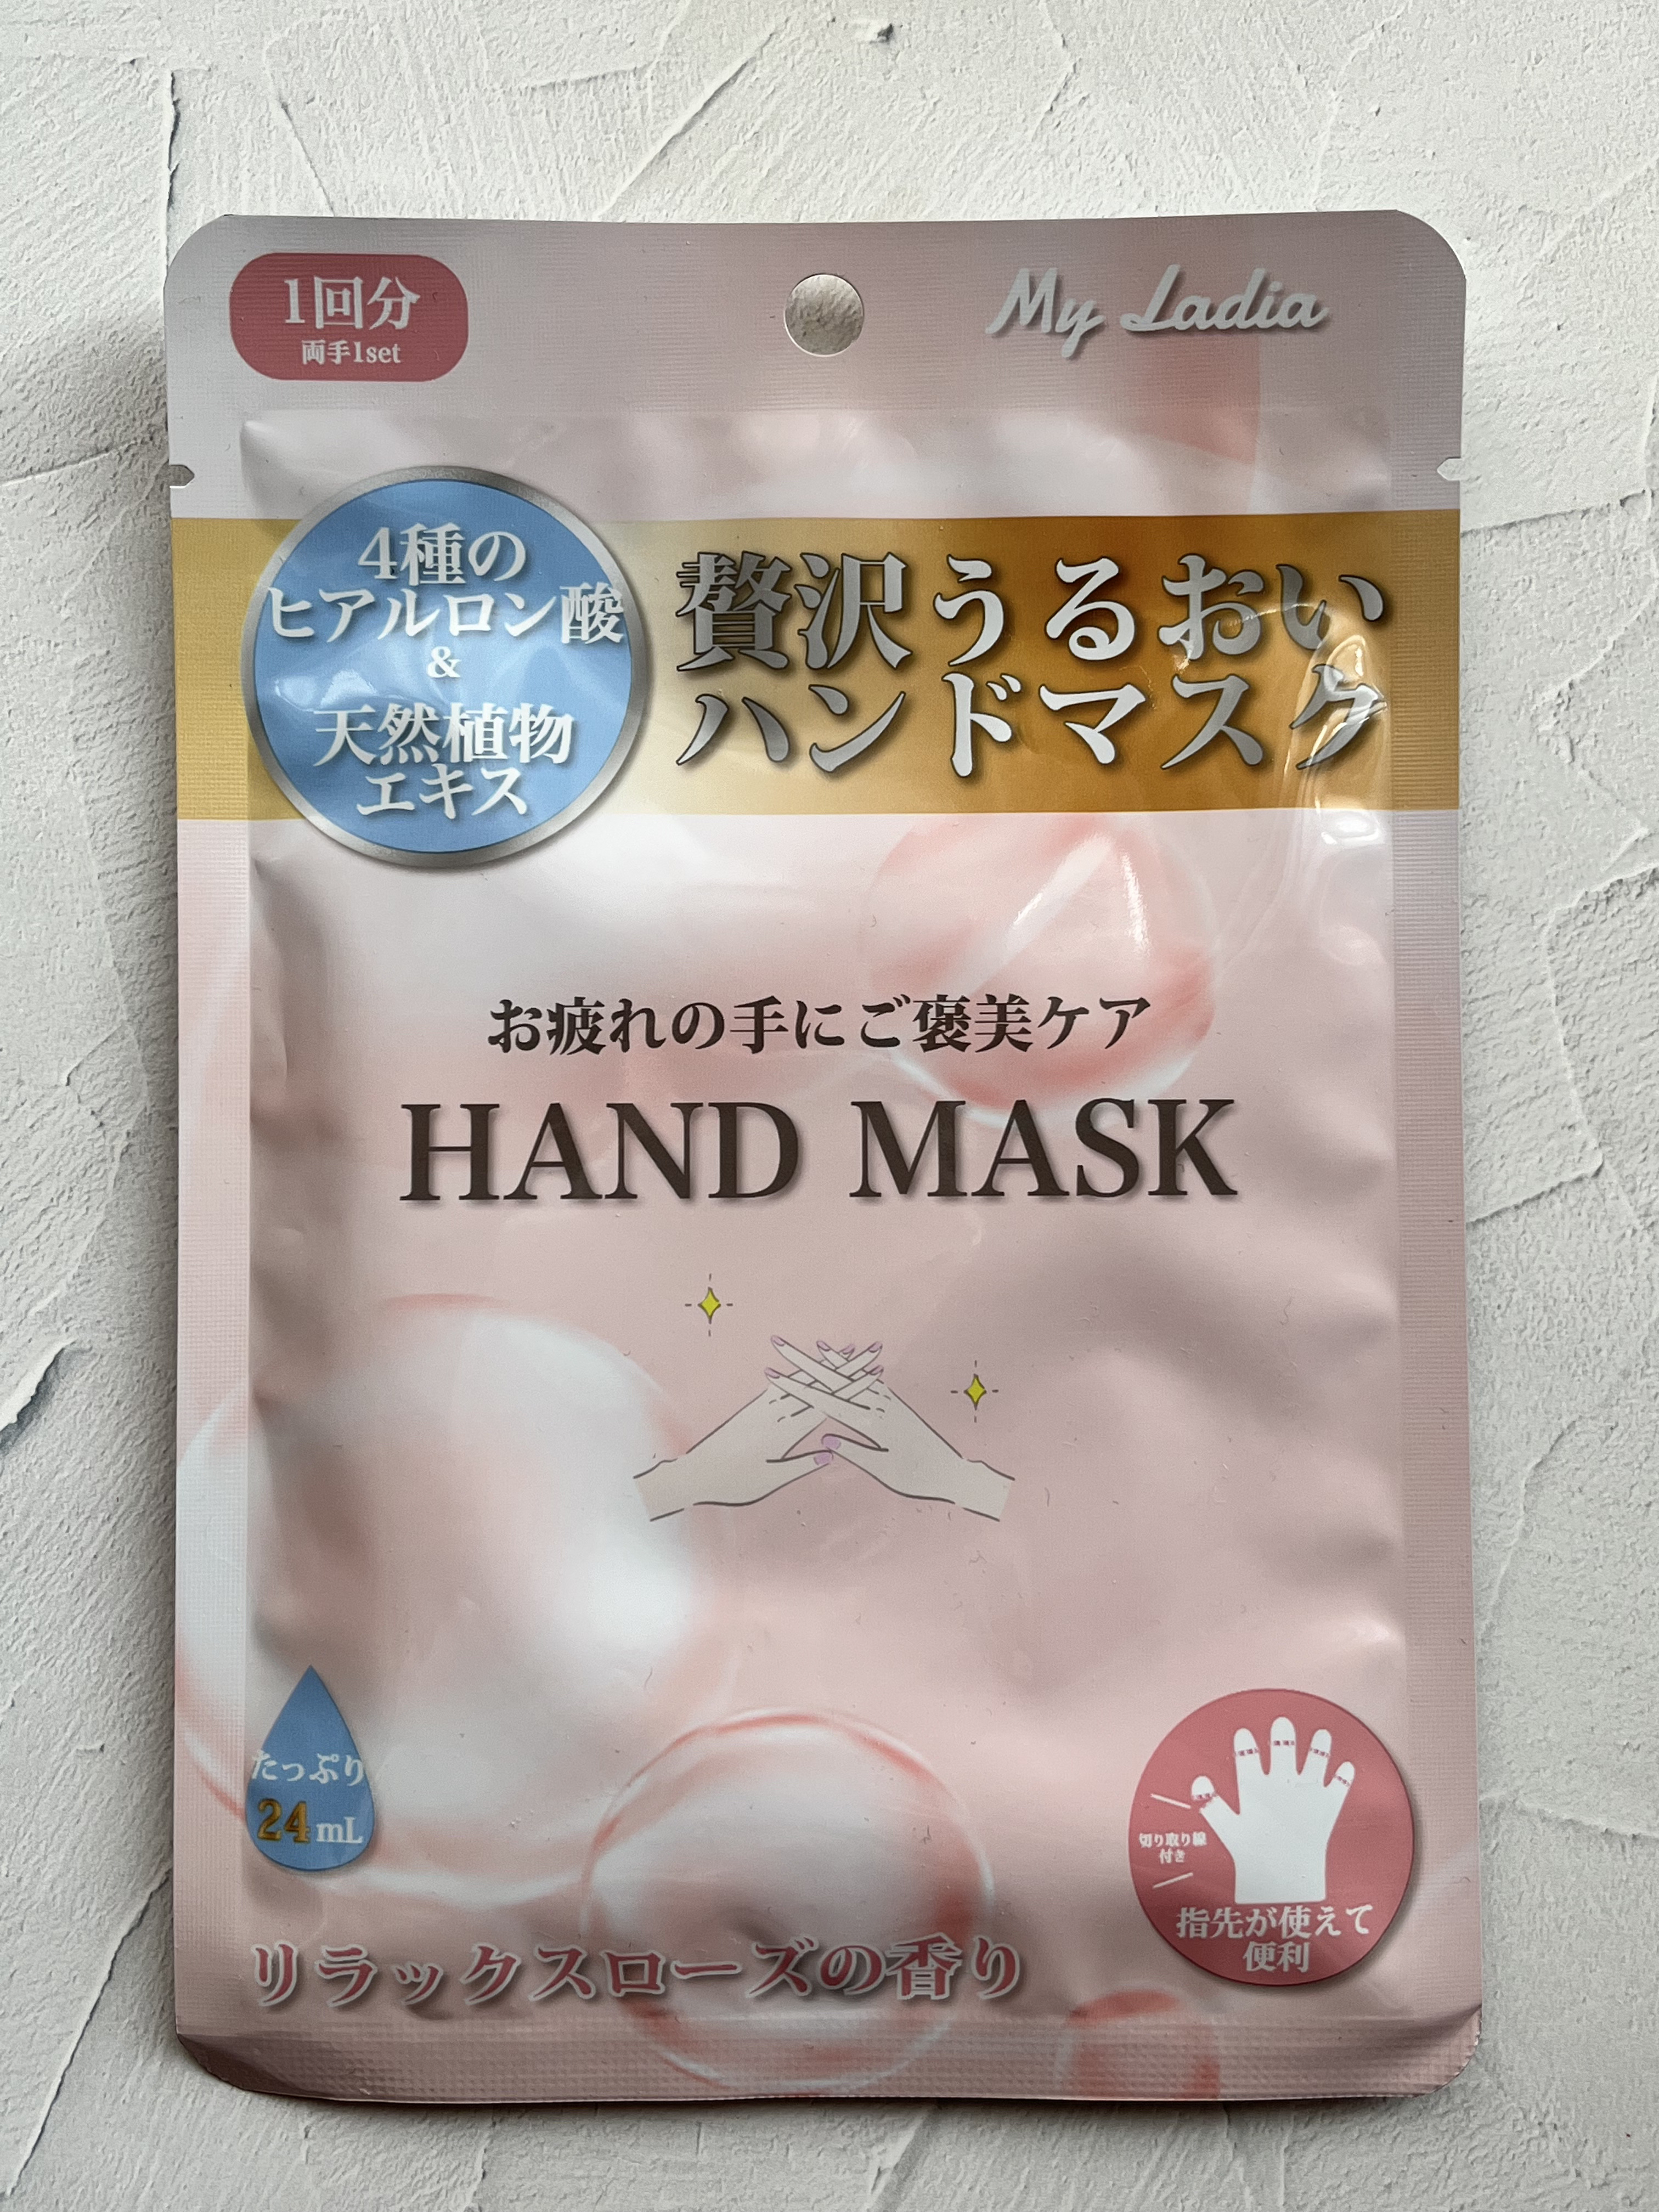 1回分
両手1set
My Ladia
4種の
ヒアルロン酸
&
天然植物
エキス
贅沢うるおい
ハンドマスク
お疲れの手にご褒美ケア
HAND MASK
たっぷり
24mL
切り取り線
付き
指先が使えて
便利
リラックスローズの香り